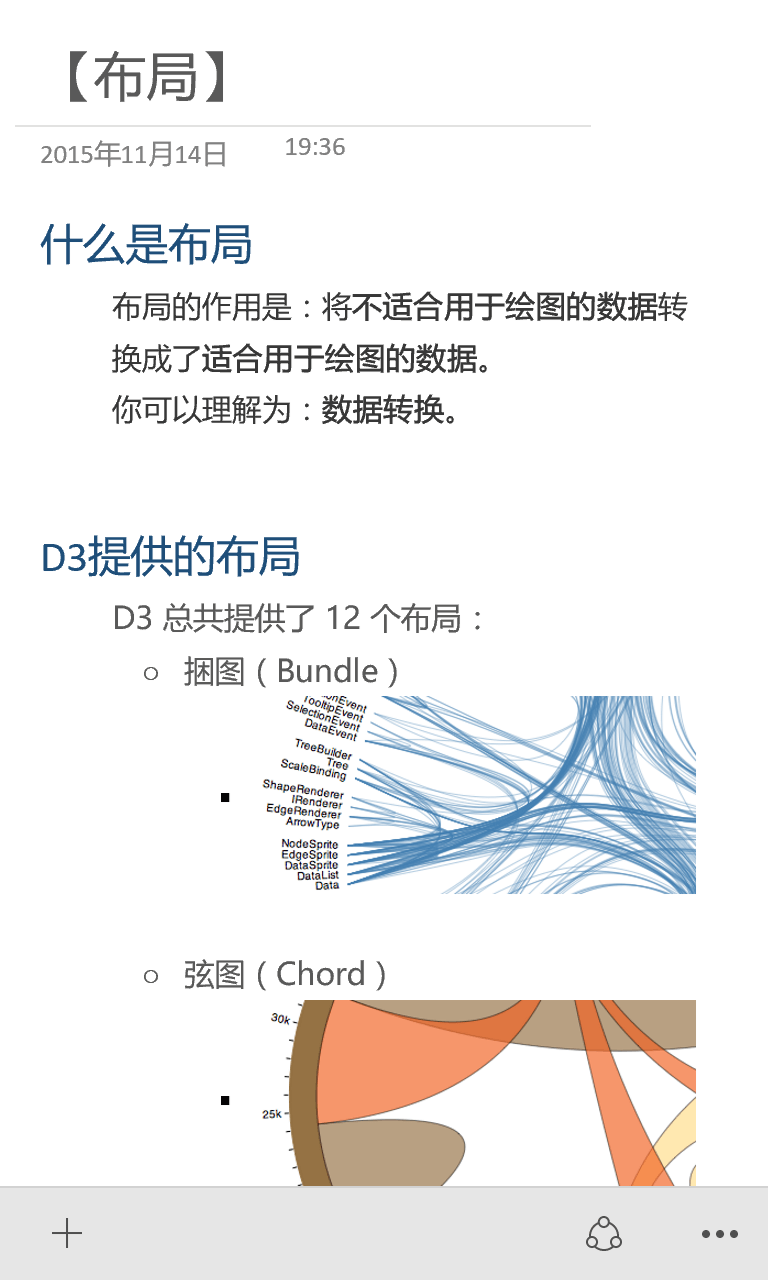 【布局】
2015年11月14日 19:36
什么是布局
布局的作用是：将不适合用于绘图的数据转
换成了适合用于绘图的数据。
你可以理解为：数据转换。
D3提供的布局
D3 总共提供了 12 个布局：
捆图（Bundle）
TooltipEvent
SelectionEvent
DataEvent
TreeBuilder
Tree
ScaleBinding
ShapeRenderer
IRenderer
EdgeRenderer
ArrowType
NodeSprite
EdgeSprite
DataSprite
DataList
Data
弦图（Chord）
30k
25k